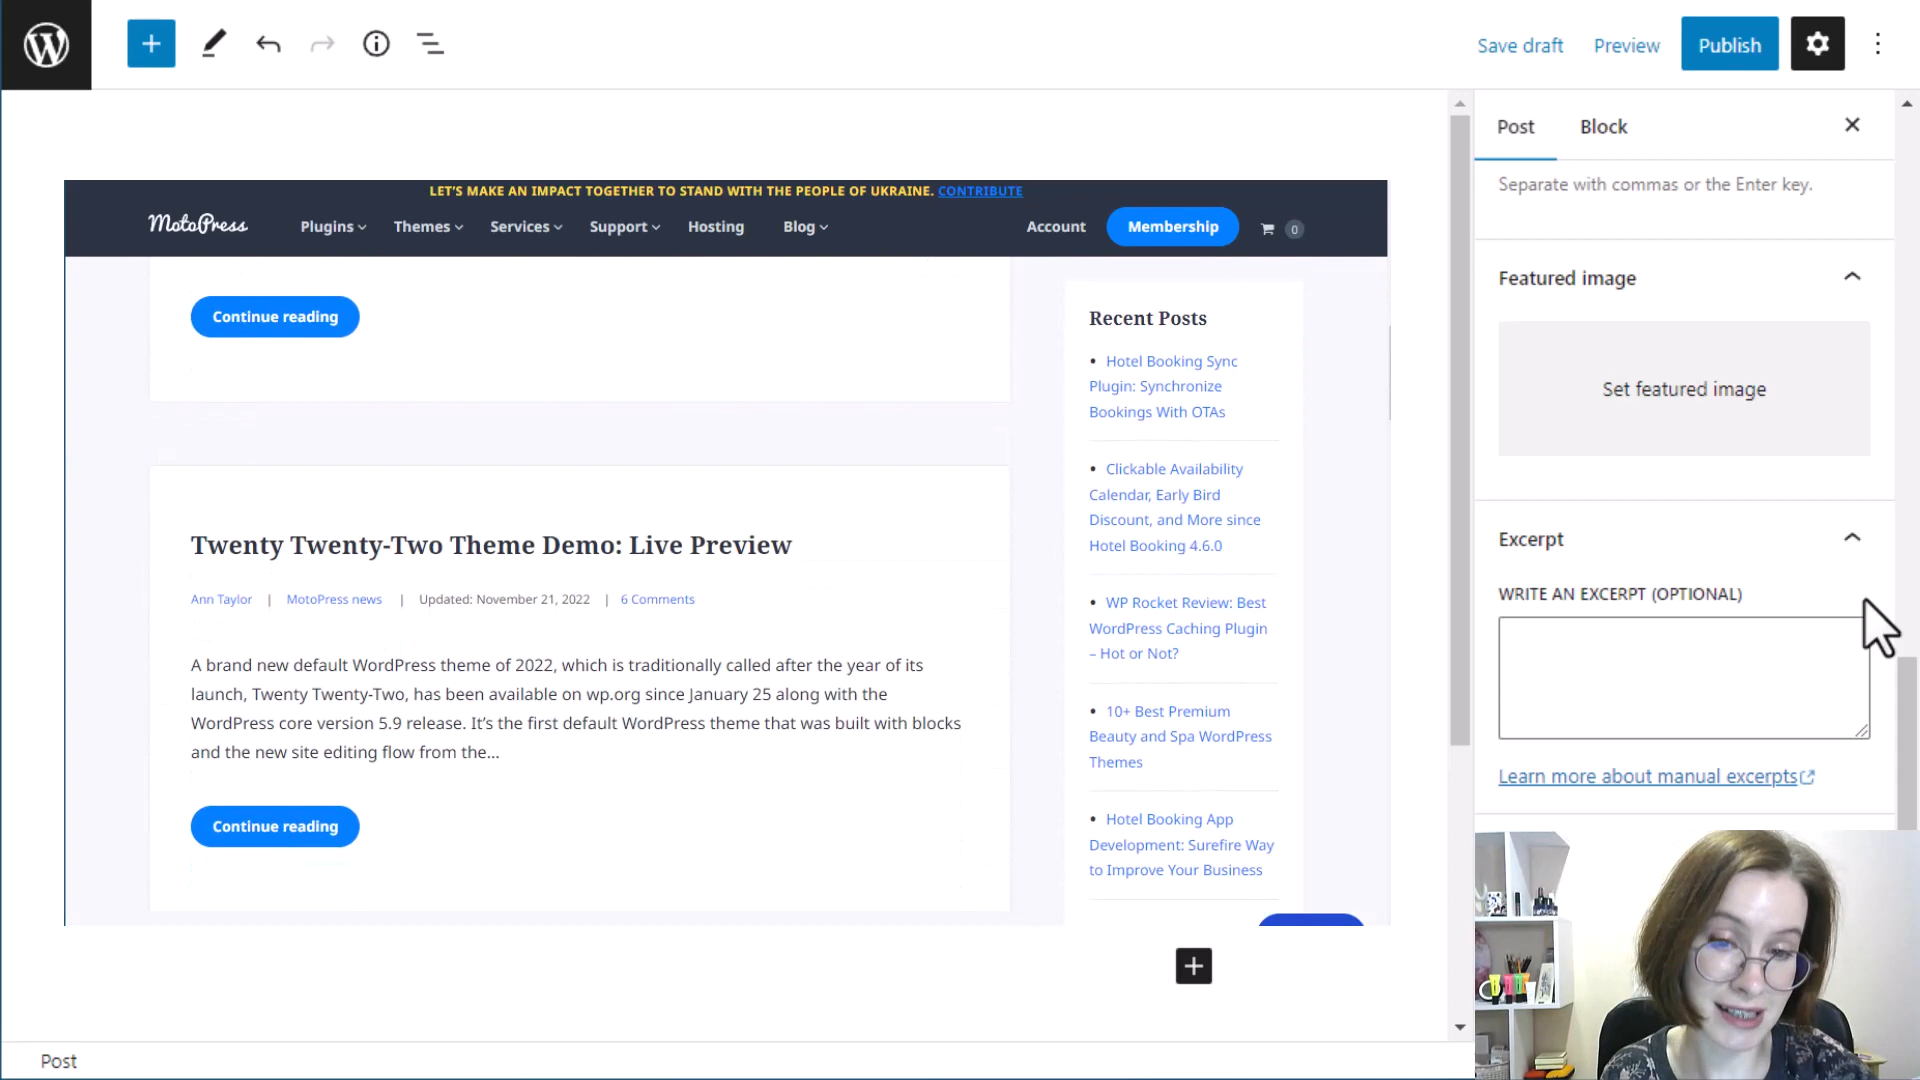 Save draft
Preview
Publish
LET'S MAKE AN IMPACT TOGETHER TO STAND WITH THE PEOPLE OF UKRAINE. CONTRIBUTE
MotoPress
Plugins
Themes
Services
Support
Hosting
Blog
Account
Membership
0
Continue reading
Twenty Twenty-Two Theme Demo: Live Preview
Ann Taylor | MotoPress news | Updated: November 21, 2022 | 6 Comments
A brand new default WordPress theme of 2022, which is traditionally called after the year of its
launch, Twenty Twenty-Two, has been available on wp.org since January 25 along with the
WordPress core version 5.9 release. It's the first default WordPress theme that was built with blocks
and the new site editing flow from the...
Continue reading
Recent Posts
• Hotel Booking Sync
Plugin: Synchronize
Bookings With OTAs
• Clickable Availability
Calendar, Early Bird
Discount, and More since
Hotel Booking 4.6.0
• WP Rocket Review: Best
WordPress Caching Plugin
– Hot or Not?
• 10+ Best Premium
Beauty and Spa WordPress
Themes
• Hotel Booking App
Development: Surefire Way
to Improve Your Business
Post
Block
Separate with commas or the Enter key.
Featured image
Set featured image
Excerpt
WRITE AN EXCERPT (OPTIONAL)
Learn more about manual excerpts
Post